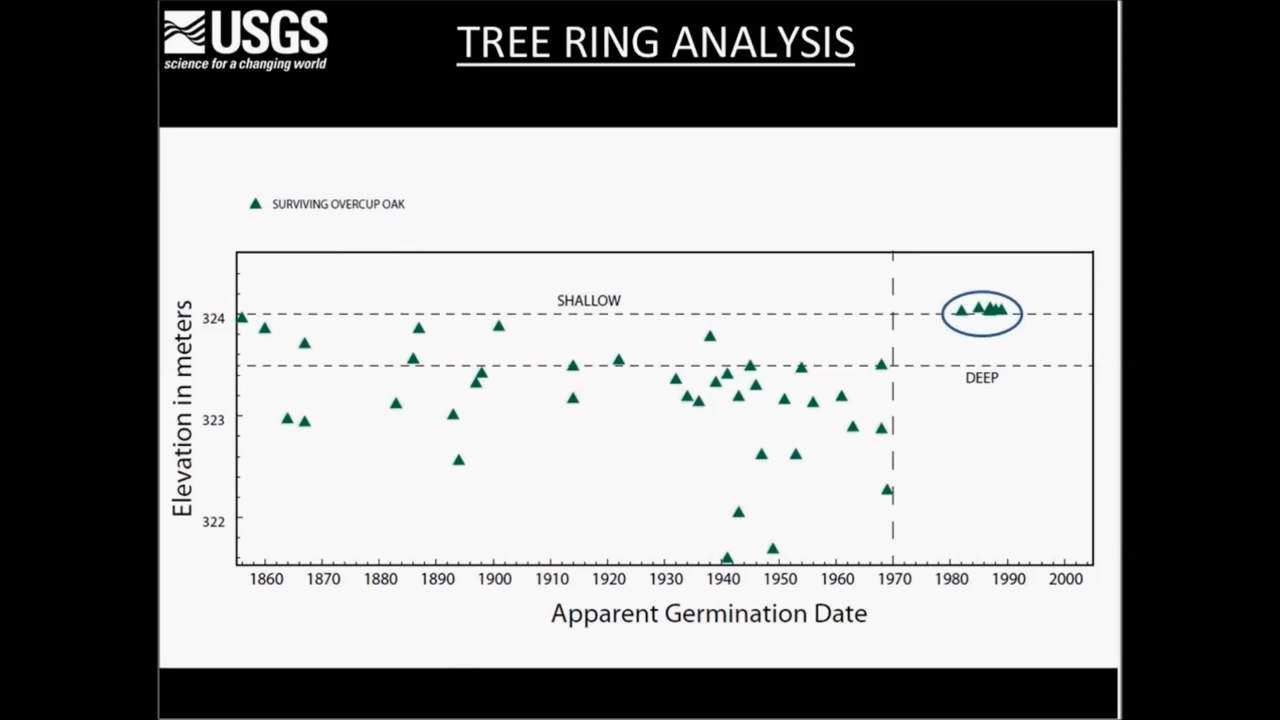 USGS
science for a changing world
TREE RING ANALYSIS
SURVIVING OVERCUP OAK
SHALLOW
DEEP
Elevation in meters
324
323
322
1860 1870 1880 1890 1900 1910 1920 1930 1940 1950 1960 1970 1980 1990 2000
Apparent Germination Date